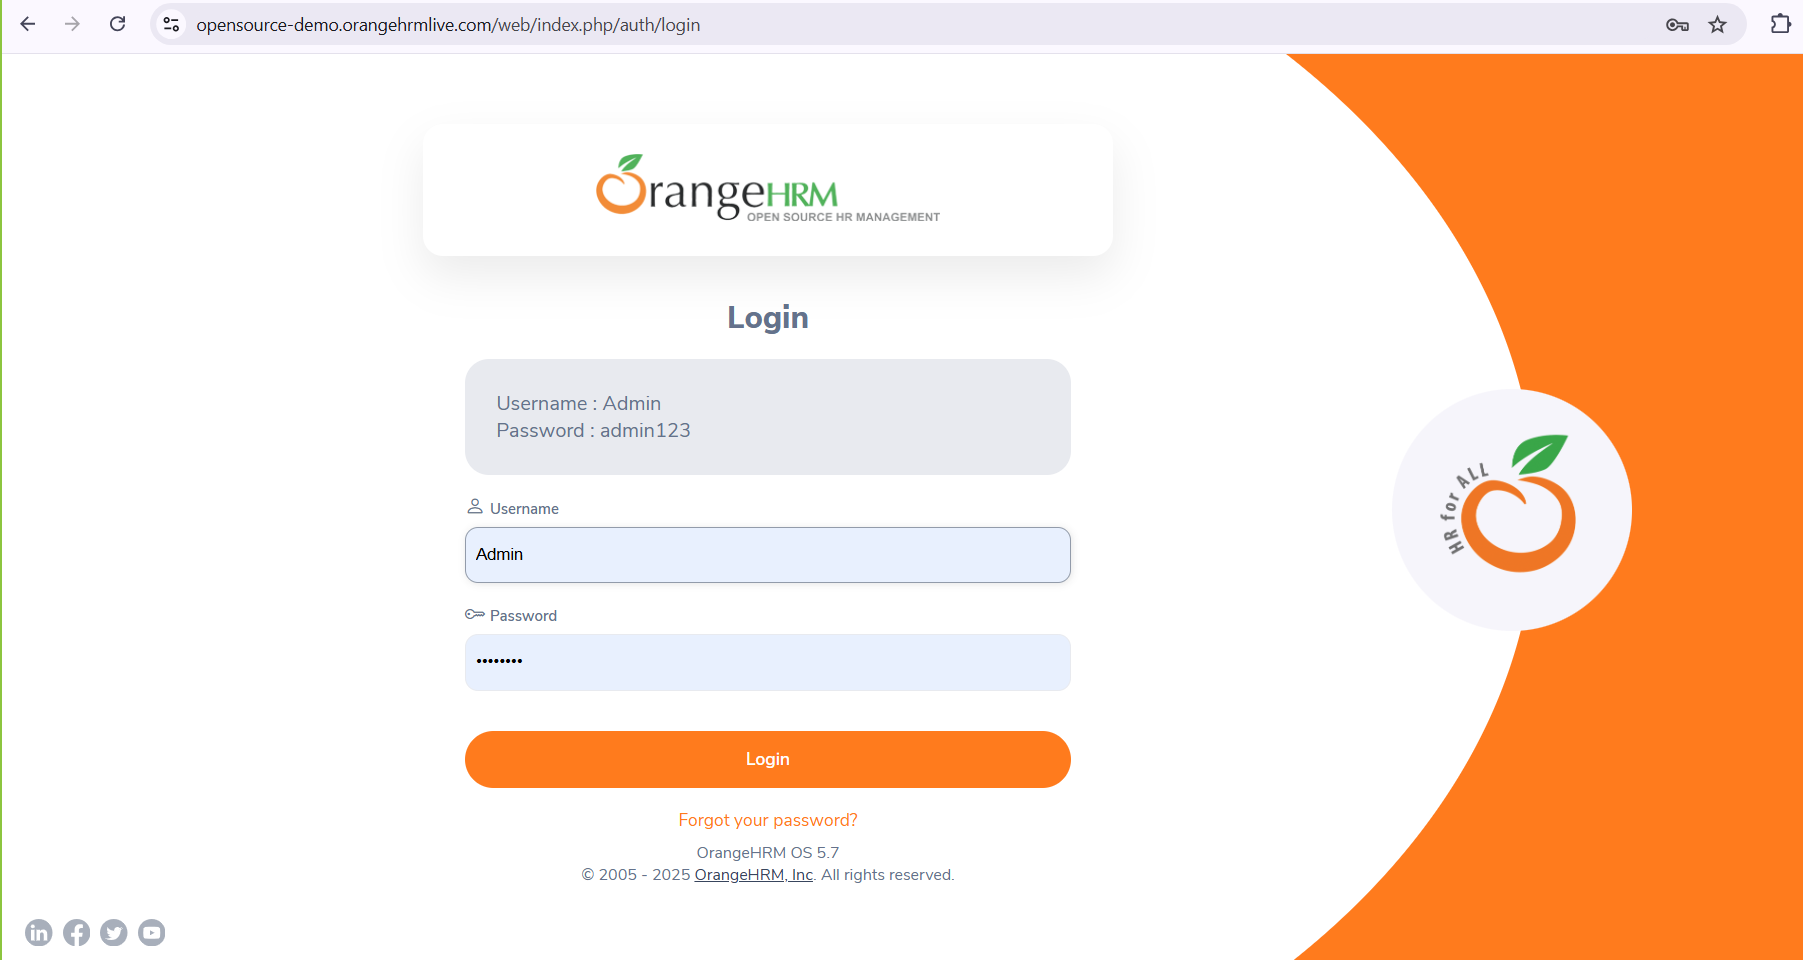 opensource-demo.orangehrmlive.com/web/index.php/auth/login
OrangeHRM
OPEN SOURCE HR MANAGEMENT
Login
Username : Admin
Password : admin123
Username
Admin
Password
••••••••
Login
Forgot your password?
OrangeHRM OS 5.7
© 2005 - 2025 OrangeHRM, Inc. All rights reserved.
HR for ALL